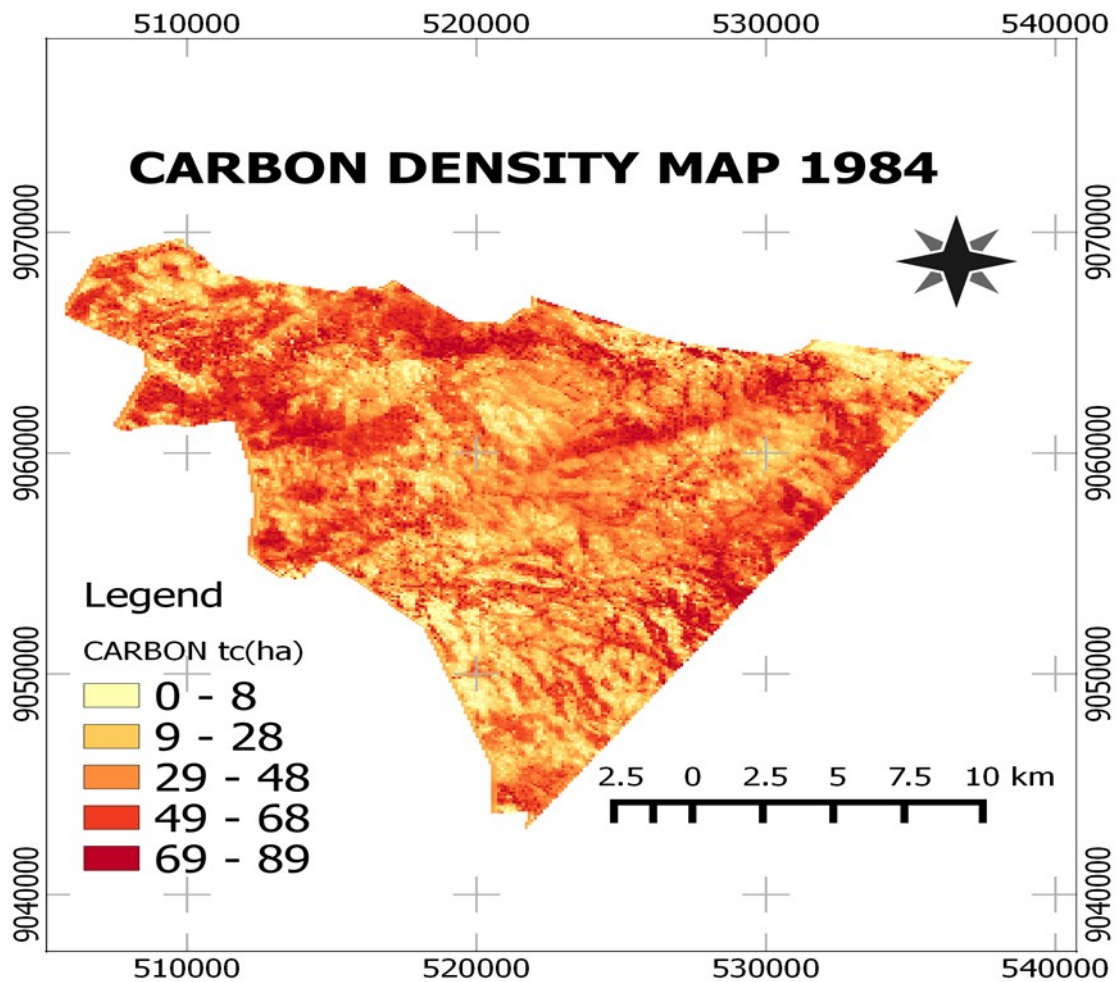 510000 520000 530000 540000
CARBON DENSITY MAP 1984
9070000 9070000
9060000 9060000
Legend
CARBON tc(ha)
9050000 9050000
0 - 8
9 - 28
29 - 48
49 - 68
69 - 89
2.5 0 2.5 5 7.5 10 km
9040000 9040000
510000 520000 530000 540000